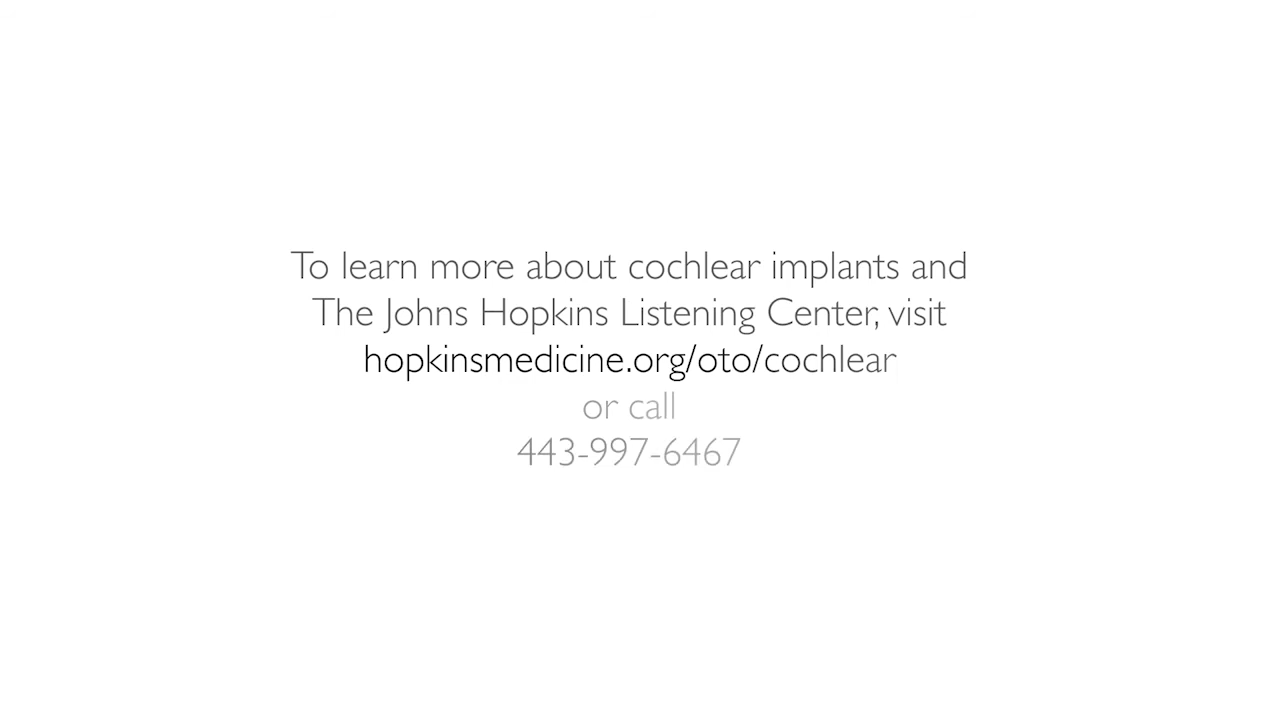 To learn more about cochlear implants and
The Johns Hopkins Listening Center, visit
hopkinsmedicine.org/oto/cochlear
or call
443-997-6467